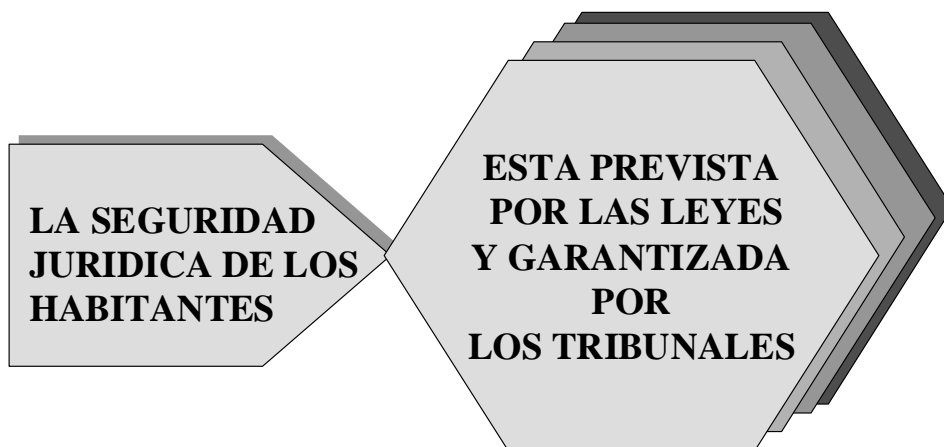 LA SEGURIDAD
JURIDICA DE LOS
HABITANTES
ESTA PREVISTA
POR LAS LEYES
Y GARANTIZADA
POR
LOS TRIBUNALES